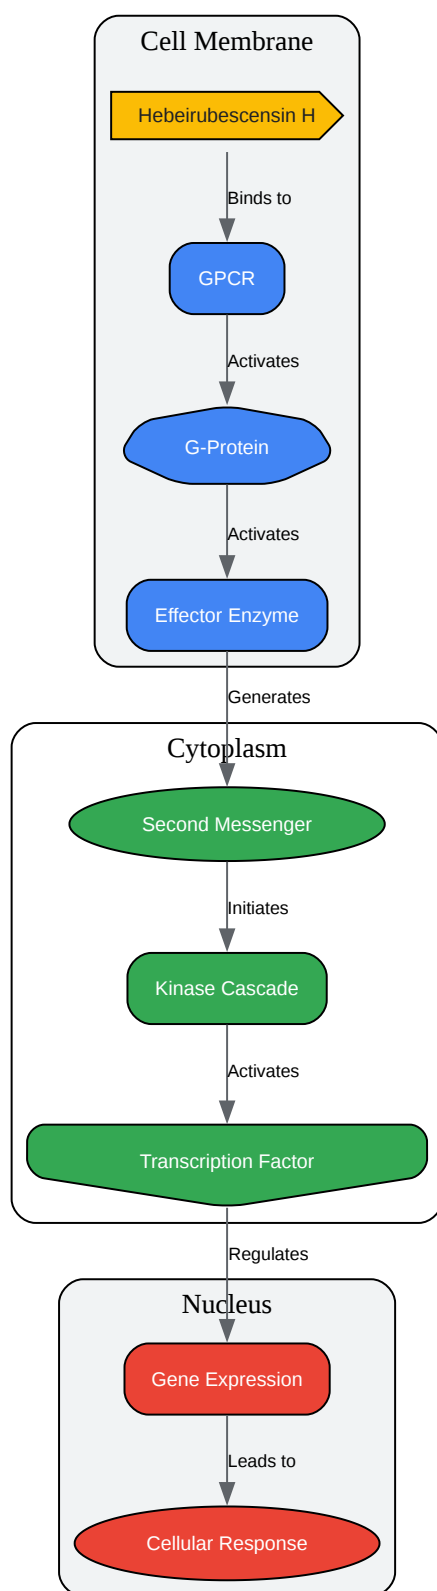 Cell Membrane
Hebeirubescensin H
Binds to
GPCR
Activates
G-Protein
Activates
Effector Enzyme
Generates
Cytoplasm
Second Messenger
Initiates
Kinase Cascade
Activates
Transcription Factor
Regulates
Nucleus
Gene Expression
Leads to
Cellular Response